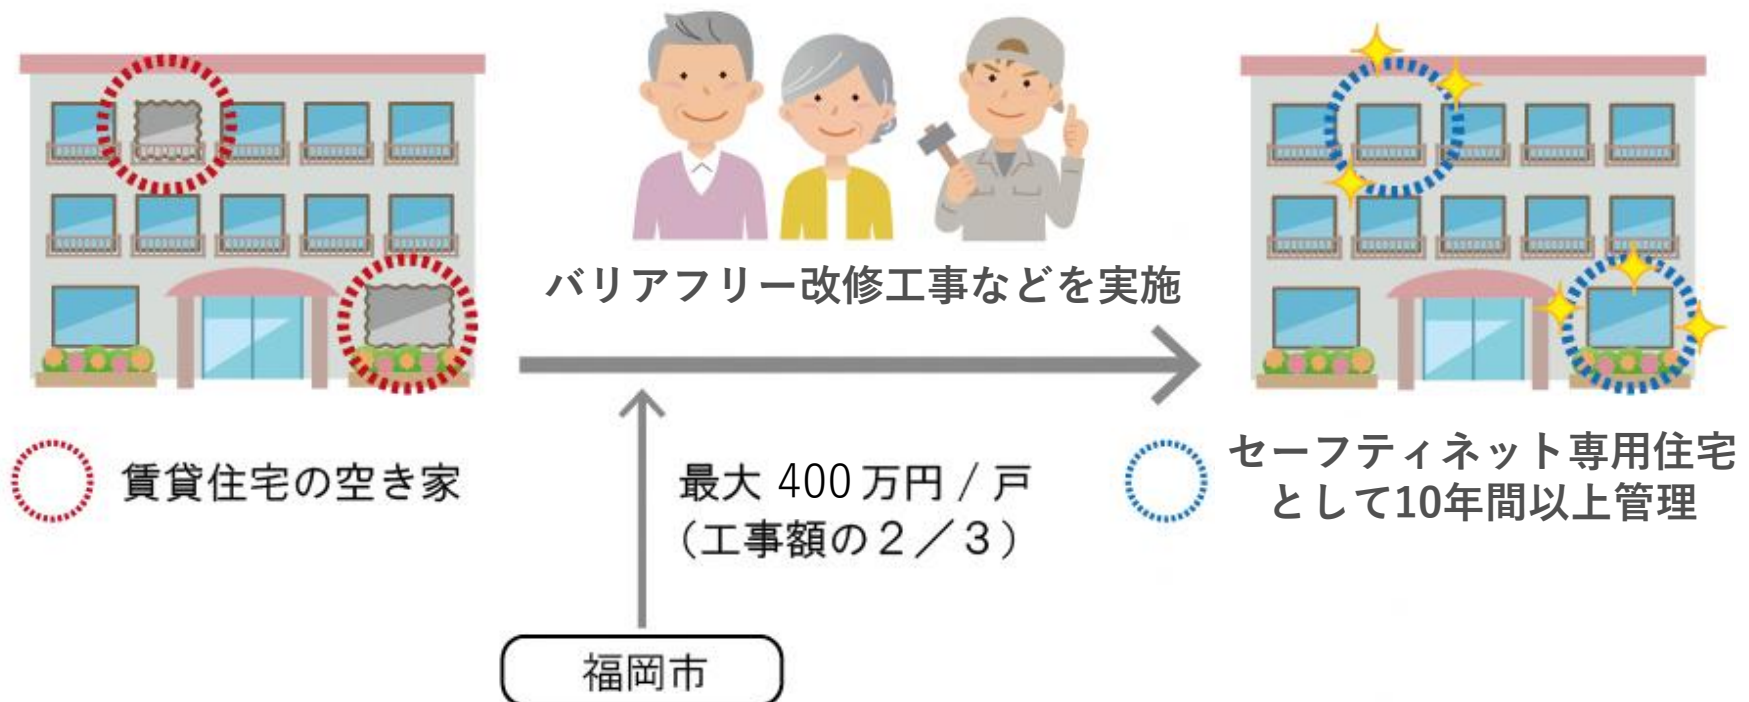 バリアフリー改修工事などを実施
賃貸住宅の空き家
最大 400 万円 / 戸
（工事額の２／３）
セーフティネット専用住宅
として10年間以上管理
福岡市